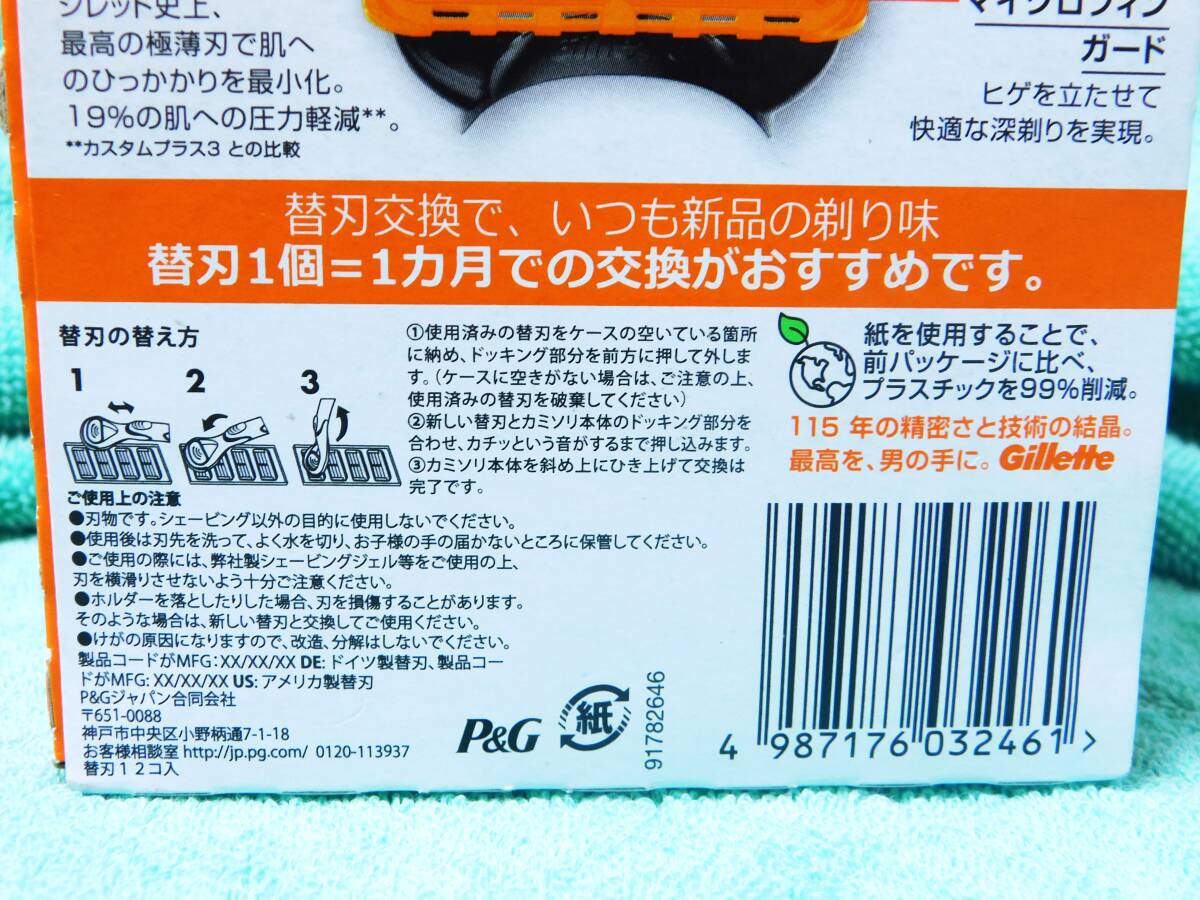 ジレット史上、
最高の極薄刃で肌へ
のひっかかりを最小化。
19%の肌への圧力軽減**。
**カスタムプラス3 との比較
マイクロフィン
ガード
ヒゲを立たせて
快適な深剃りを実現。
替刃交換で、いつも新品の剃り味
替刃1個=1カ月での交換がおすすめです。
替刃の替え方
1 2 3
①使用済みの替刃をケースの空いている箇所
に納め、ドッキング部分を前方に押して外しま
す。(ケースに空きがない場合は、ご注意の上、
使用済みの替刃を破棄してください)
②新しい替刃とカミソリ本体のドッキング部分を
合わせ、カチッという音がするまで押し込みます。
③カミソリ本体を斜め上にひき上げて交換は
完了です。
紙を使用することで、
前パッケージに比べ、
プラスチックを99%削減。
115 年の精密さと技術の結晶。
最高を、男の手に。Gillette
ご使用上の注意
●刃物です。シェービング以外の目的に使用しないでください。
●使用後は刃先を洗って、よく水を切り、お子様の手の届かないところに保管してください。
●ご使用の際には、弊社製シェービングジェル等をご使用の上、
刃を横滑りさせないよう十分ご注意ください。
●ホルダーを落としたりした場合、刃を損傷することがあります。
そのような場合は、新しい替刃と交換してご使用ください。
●けがの原因になりますので、改造、分解はしないでください。
製品コードがMFG:XX/XX/XX DE: ドイツ製替刃、製品コー
ドがMFG: XX/XX/XX US: アメリカ製替刃
P&Gジャパン合同会社
〒651-0088
神戸市中央区小野柄通7-1-18
お客様相談室 http://jp.pg.com/ 0120-113937
替刃12コ入
P&G
紙
91782646
4 987176 032461 >